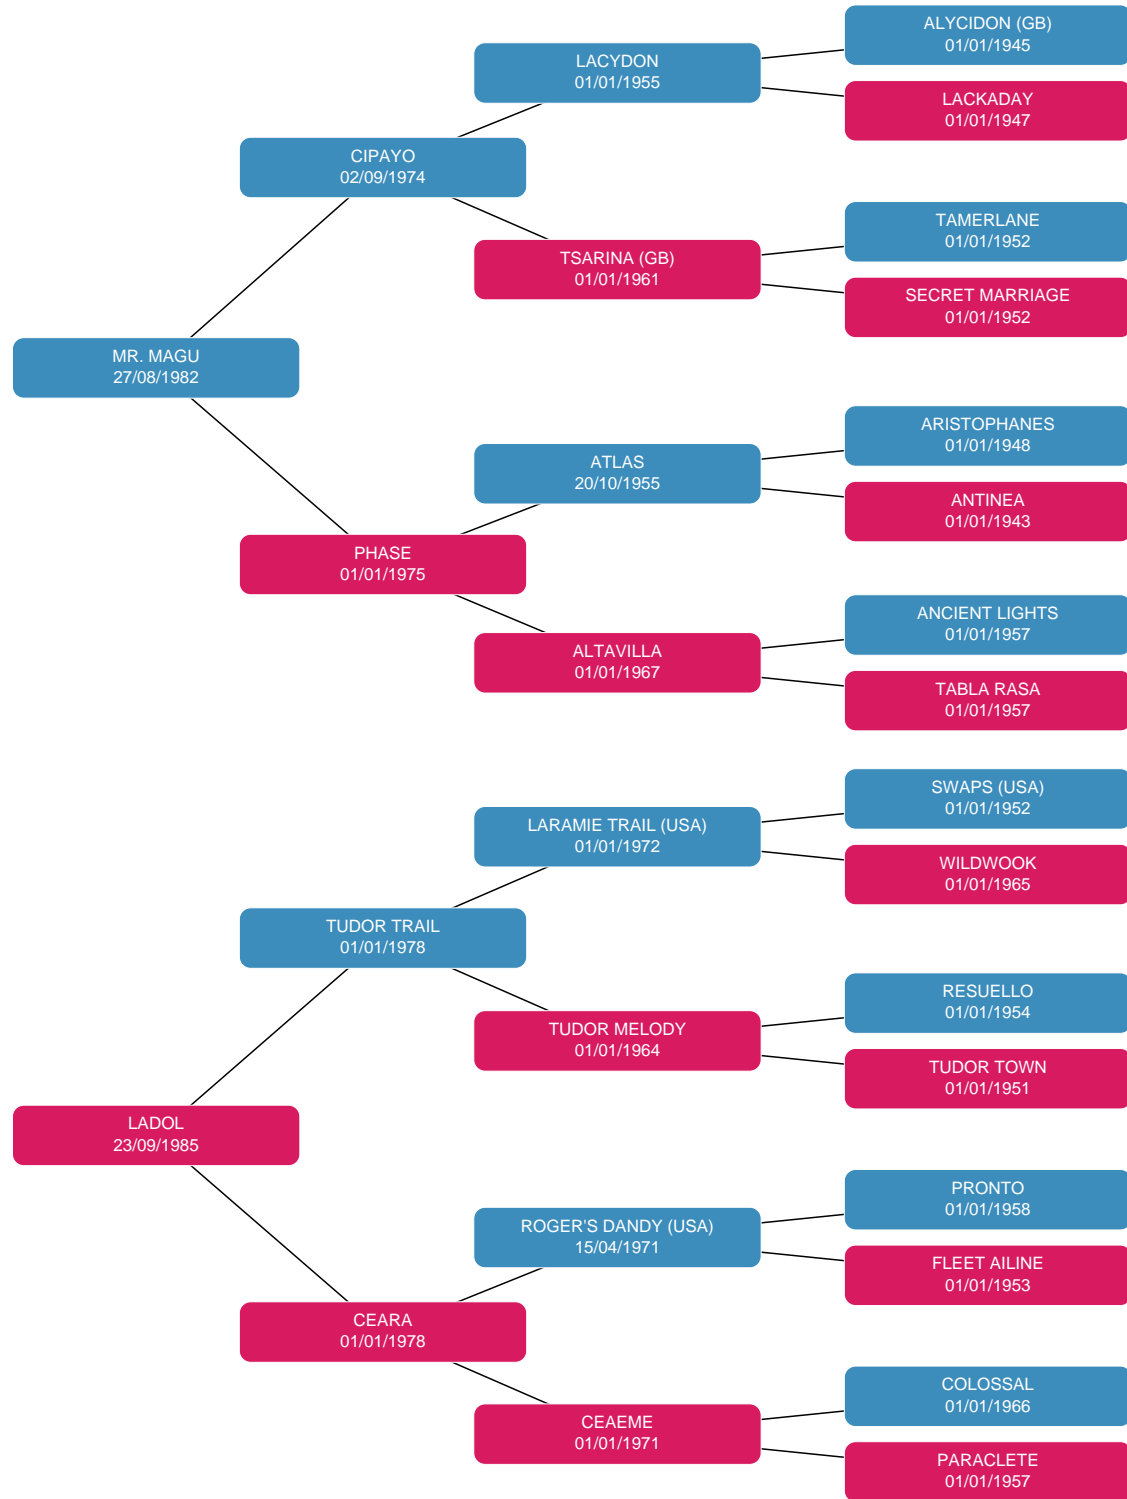 ALYCIDON (GB)
01/01/1945
LACYDON
01/01/1955
LACKADAY
01/01/1947
CIPAYO
02/09/1974
TAMERLANE
01/01/1952
TSARINA (GB)
01/01/1961
SECRET MARRIAGE
01/01/1952
MR. MAGU
27/08/1982
ARISTOPHANES
01/01/1948
ATLAS
20/10/1955
ANTINEA
01/01/1943
PHASE
01/01/1975
ANCIENT LIGHTS
01/01/1957
ALTAVILLA
01/01/1967
TABLA RASA
01/01/1957
SWAPS (USA)
01/01/1952
LARAMIE TRAIL (USA)
01/01/1972
WILDWOOK
01/01/1965
TUDOR TRAIL
01/01/1978
RESUELLO
01/01/1954
TUDOR MELODY
01/01/1964
TUDOR TOWN
01/01/1951
LADOL
23/09/1985
PRONTO
01/01/1958
ROGER'S DANDY (USA)
15/04/1971
FLEET AILINE
01/01/1953
CEARA
01/01/1978
COLOSSAL
01/01/1966
CEAEME
01/01/1971
PARACLETE
01/01/1957